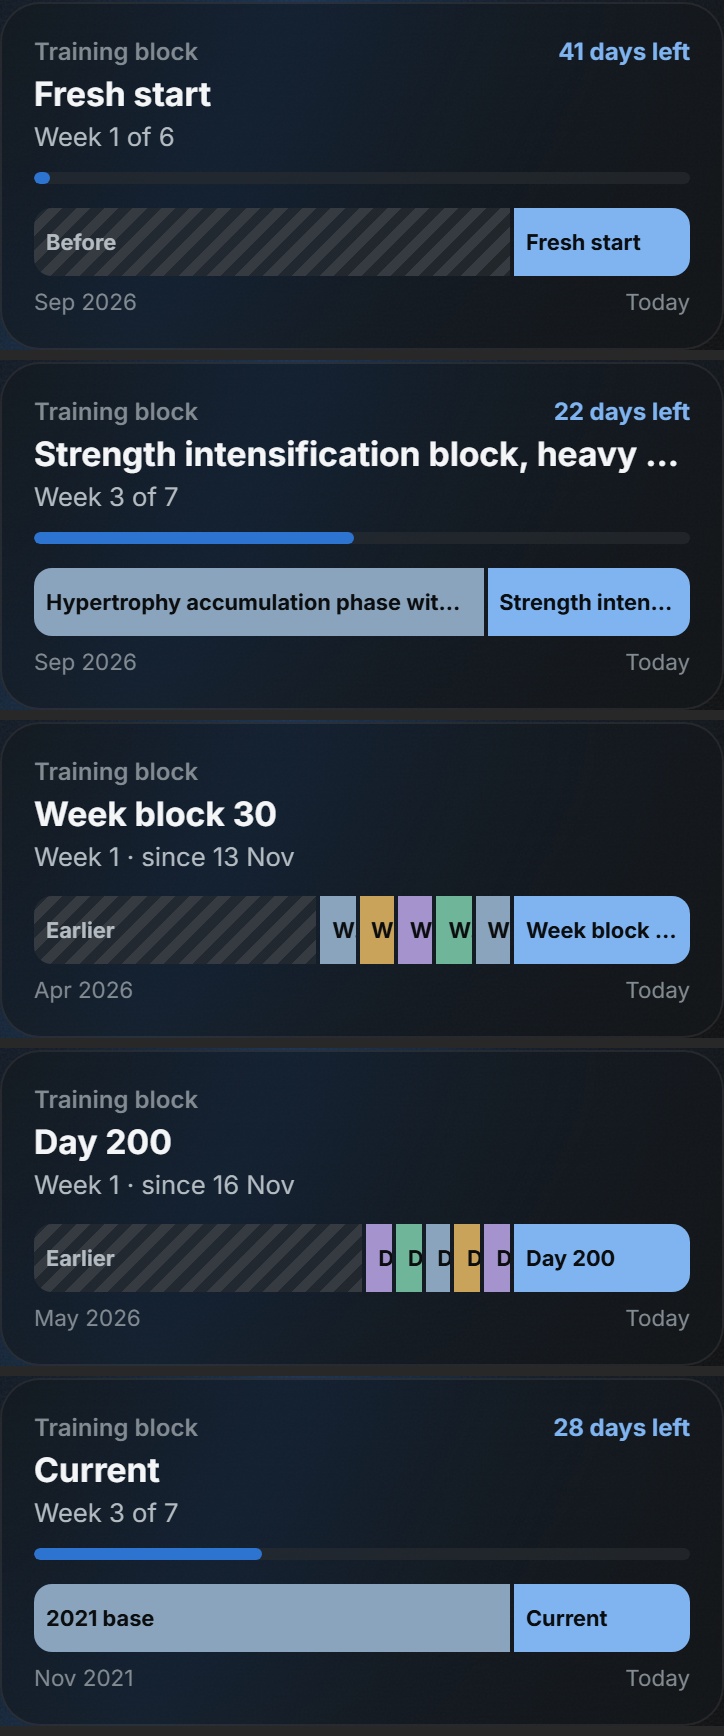 Training block 41 days left
Fresh start
Week 1 of 6
Before Fresh start
Sep 2026 Today
Training block 22 days left
Strength intensification block, heavy ...
Week 3 of 7
Hypertrophy accumulation phase wit... Strength inten...
Sep 2026 Today
Training block
Week block 30
Week 1 · since 13 Nov
Earlier W W W W W Week block ...
Apr 2026 Today
Training block
Day 200
Week 1 · since 16 Nov
Earlier D D D D D Day 200
May 2026 Today
Training block 28 days left
Current
Week 3 of 7
2021 base Current
Nov 2021 Today